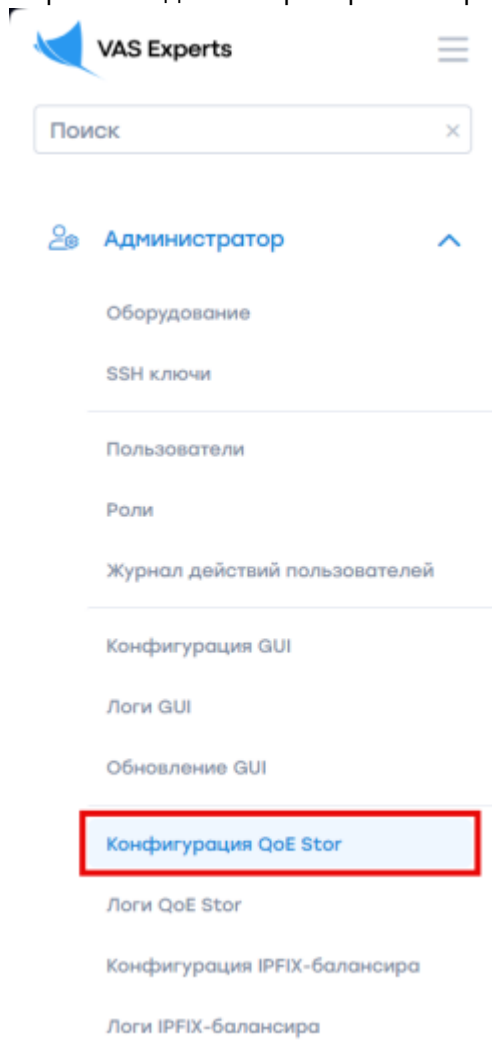 VAS Experts
Поиск
Администратор
Оборудование
SSH ключи
Пользователи
Роли
Журнал действий пользователей
Конфигурация GUI
Логи GUI
Обновление GUI
Конфигурация QoE Stor
Логи QoE Stor
Конфигурация IPFIX-балансира
Логи IPFIX-балансира